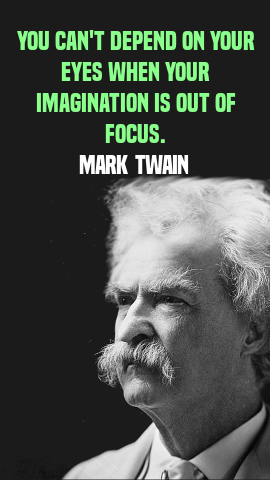 YOU CAN'T DEPEND ON YOUR
EYES WHEN YOUR
IMAGINATION IS OUT OF
FOCUS.
MARK TWAIN